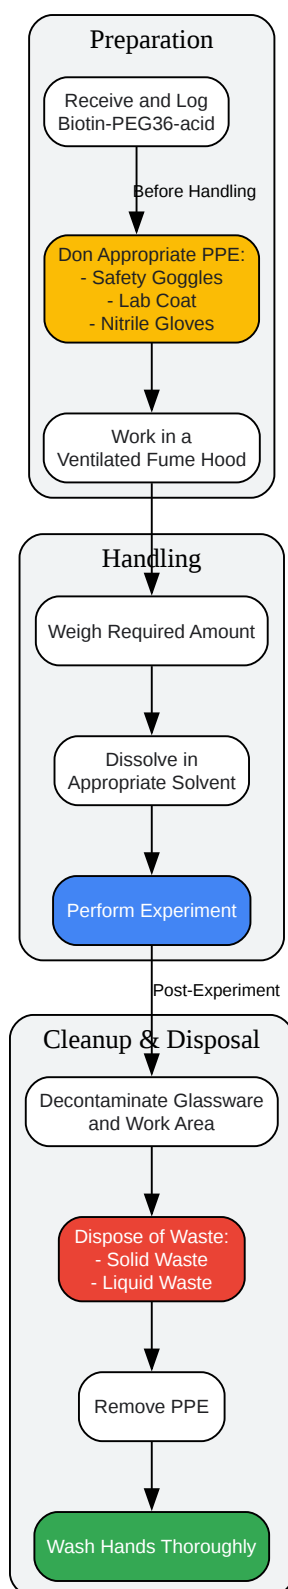 Preparation
Receive and Log
Biotin-PEG36-acid
Before Handling
Don Appropriate PPE:
- Safety Goggles
- Lab Coat
- Nitrile Gloves
Work in a
Ventilated Fume Hood
Handling
Weigh Required Amount
Dissolve in
Appropriate Solvent
Perform Experiment
Post-Experiment
Cleanup & Disposal
Decontaminate Glassware
and Work Area
Dispose of Waste:
- Solid Waste
- Liquid Waste
Remove PPE
Wash Hands Thoroughly